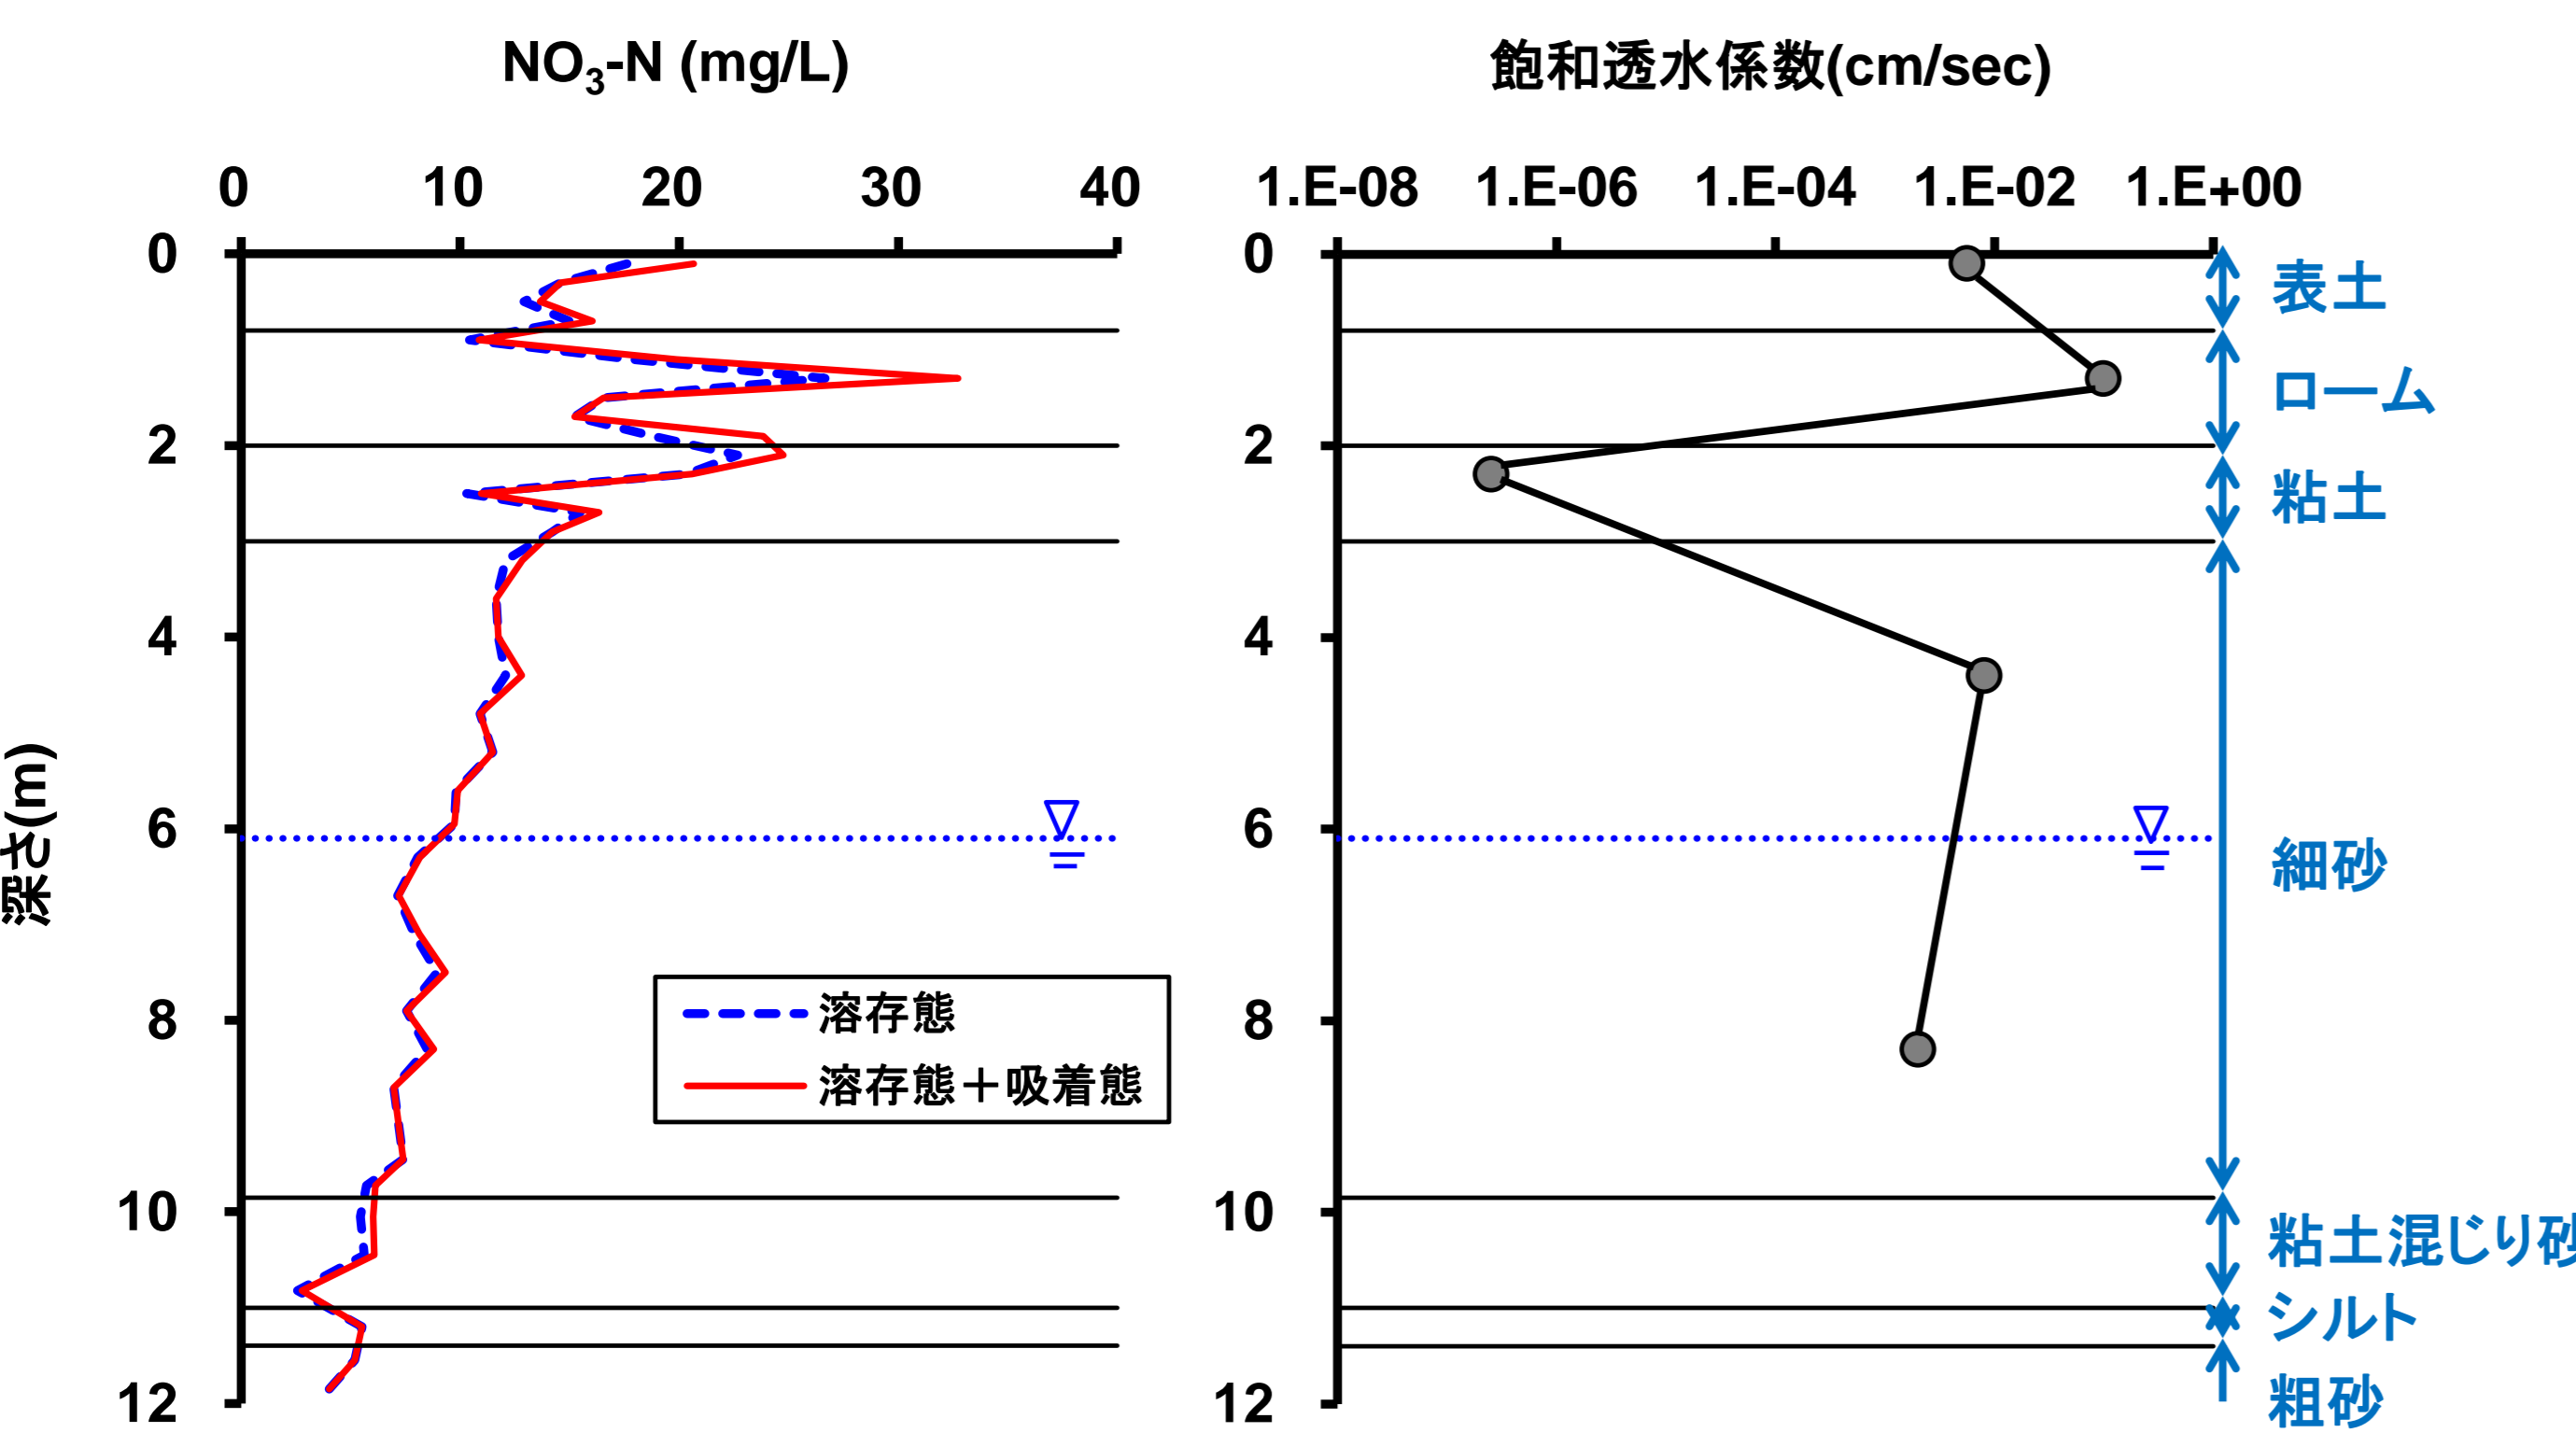 NO₃-N (mg/L)
0 10 20 30 40
0
2
4
6
8
10
12
深さ(m)
溶存態
溶存態＋吸着態
飽和透水係数(cm/sec)
1.E-08 1.E-06 1.E-04 1.E-02 1.E+00
0
2
4
6
8
10
12
表土
ローム
粘土
細砂
粘土混じり砂
シルト
粗砂